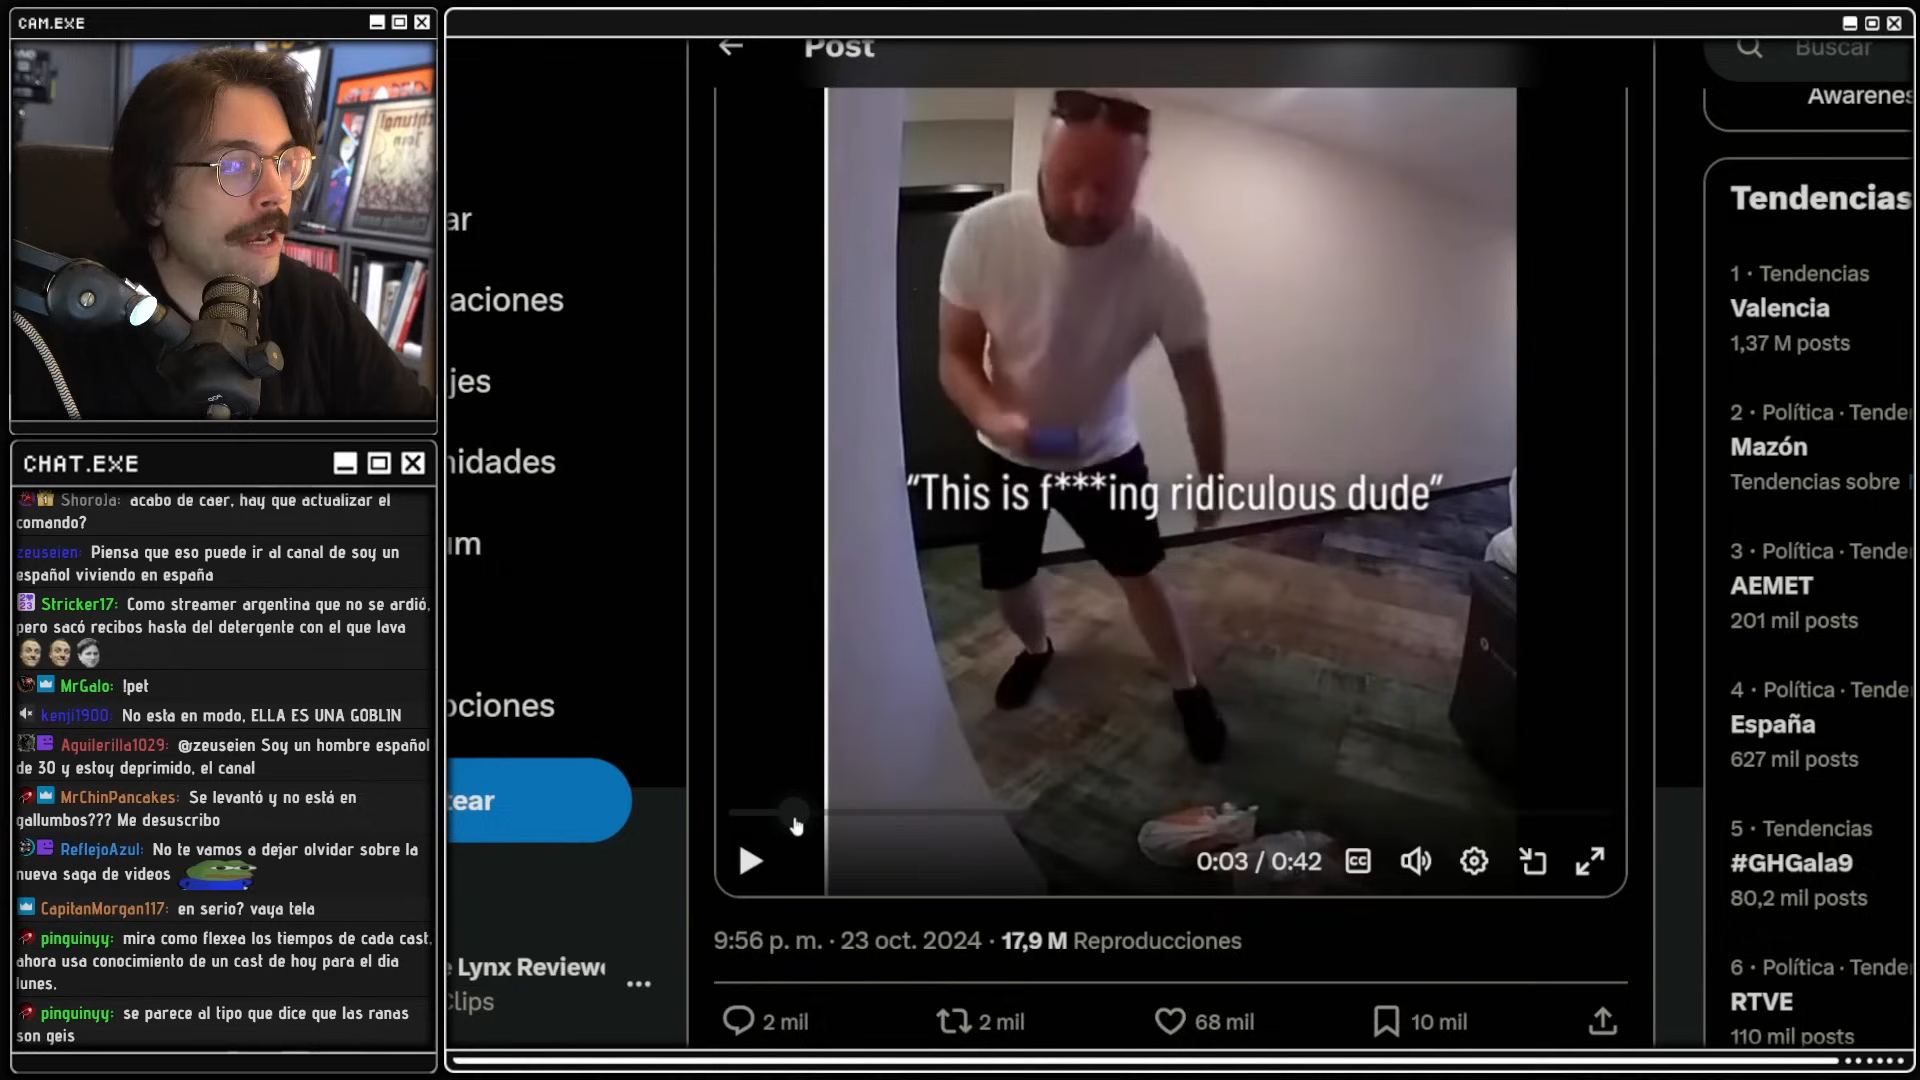 CAM.EXE
CHAT.EXE
ShoroJa: acabo de caer, hay que actualizar el
comando?
zeuseien: Piensa que eso puede ir al canal de soy un
español viviendo en españa
Stricker17: Como streamer argentina que no se ardió,
pero sacó recibos hasta del detergente con el que lava
MrGalo: !pet
kenji1900: No esta en modo, ELLA ES UNA GOBLIN
Aguilerilla1029: @zeuseien Soy un hombre español
de 30 y estoy deprimido, el canal
MrChinPancakes: Se levantó y no está en
gallumbos??? Me desuscribo
ReflejoAzul: No te vamos a dejar olvidar sobre la
nueva saga de videos
CapitanMorgan117: en serio? vaya tela
pinguinyy: mira como flexea los tiempos de cada cast,
ahora usa conocimiento de un cast de hoy para el dia
lunes.
pinguinyy: se parece al tipo que dice que las ranas
son geis
ar
aciones
jes
nidades
um
ociones
tear
Lynx Reviewe
Clips
Post
"This is f***ing ridiculous dude"
0:03 / 0:42
CC
9:56 p. m. · 23 oct. 2024 · 17,9 M Reproducciones
2 mil
2 mil
68 mil
10 mil
Buscar
Awarenes
Tendencias
1 · Tendencias
Valencia
1,37 M posts
2 · Política · Tende
Mazón
Tendencias sobre
3 · Política · Tende
AEMET
201 mil posts
4 · Política · Tende
España
627 mil posts
5 · Tendencias
#GHGala9
80,2 mil posts
6 · Política · Tende
RTVE
110 mil posts